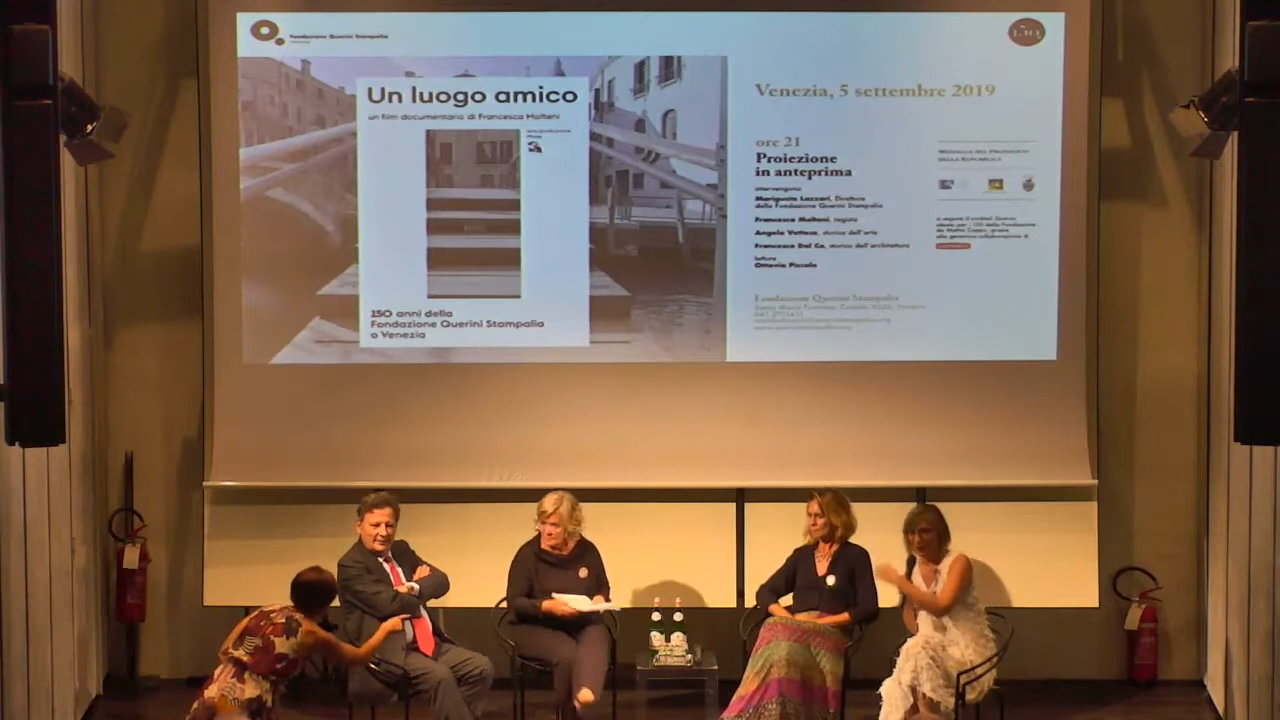 Fondazione Querini Stampalia
Un luogo amico
un film documentario di Francesca Molteni
150 anni della
Fondazione Querini Stampalia
a Venezia
Venezia, 5 settembre 2019
ore 21
Proiezione
in anteprima
intervengono
Marigusta Lazzari, Direttore
della Fondazione Querini Stampalia
Francesca Molteni, regista
Angela Vettese, storica dell'arte
Francesco Dal Co, storico dell'architettura
letture
Ottavia Piccolo
Fondazione Querini Stampalia